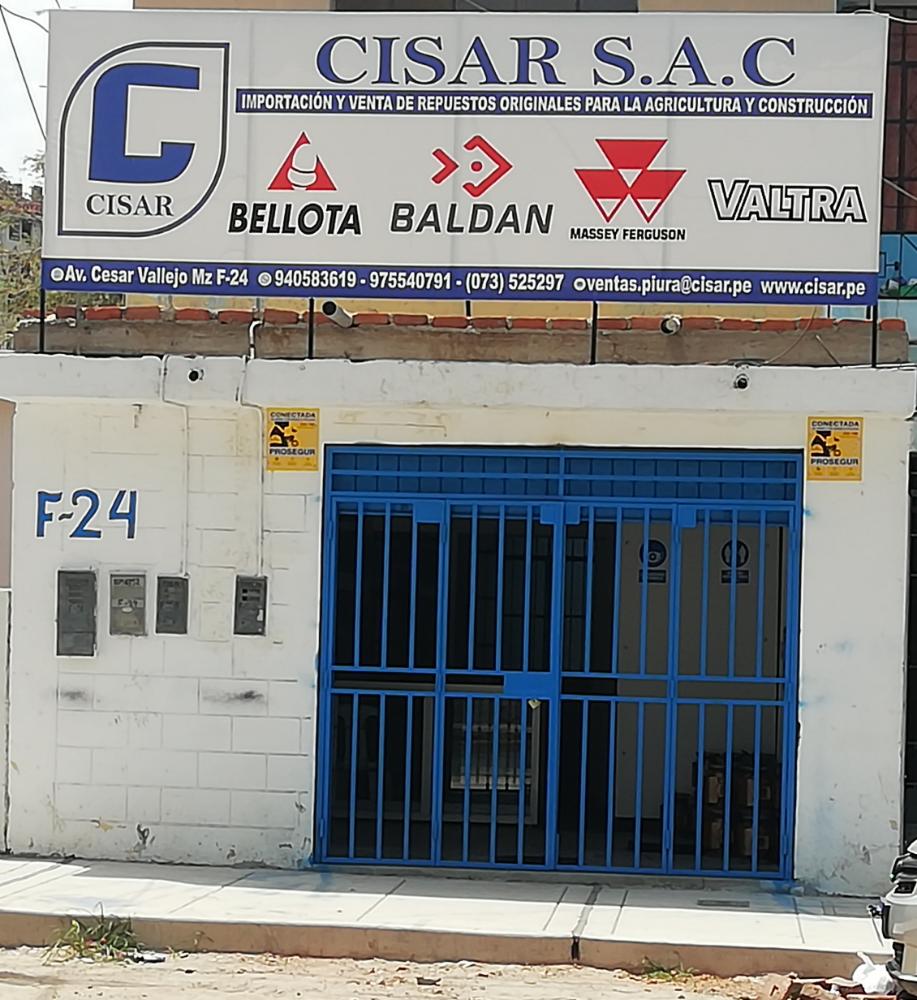 CISAR S.A.C
IMPORTACIÓN Y VENTA DE REPUESTOS ORIGINALES PARA LA AGRICULTURA Y CONSTRUCCIÓN
CISAR
BELLOTA
BALDAN
MASSEY FERGUSON
VALTRA
Av. Cesar Vallejo Mz F-24 940583619 - 975540791 - (073) 525297 ventas.piura@cisar.pe www.cisar.pe
CONECTADA
PROSEGUR
CONECTADA
PROSEGUR
F-24